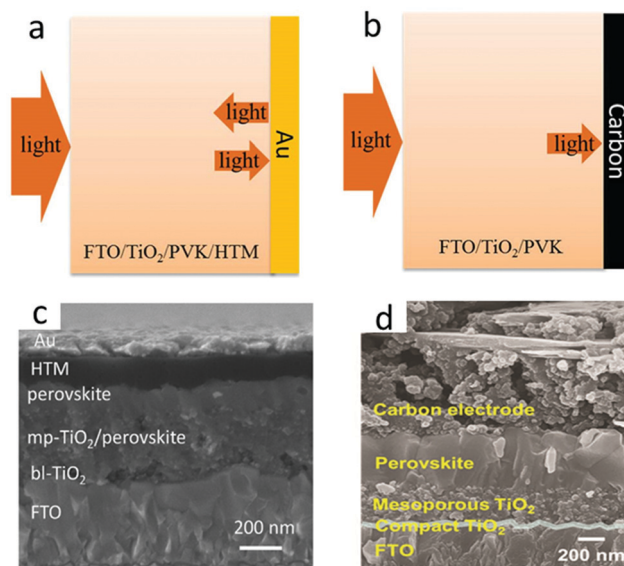 a
light
light
light
Au
FTO/TiO₂/PVK/HTM
b
light
light
Carbon
FTO/TiO₂/PVK
c
Au
HTM
perovskite
mp-TiO₂/perovskite
bl-TiO₂
FTO
200 nm
d
Carbon electrode
Perovskite
Mesoporous TiO₂
Compact TiO₂
FTO
200 nm